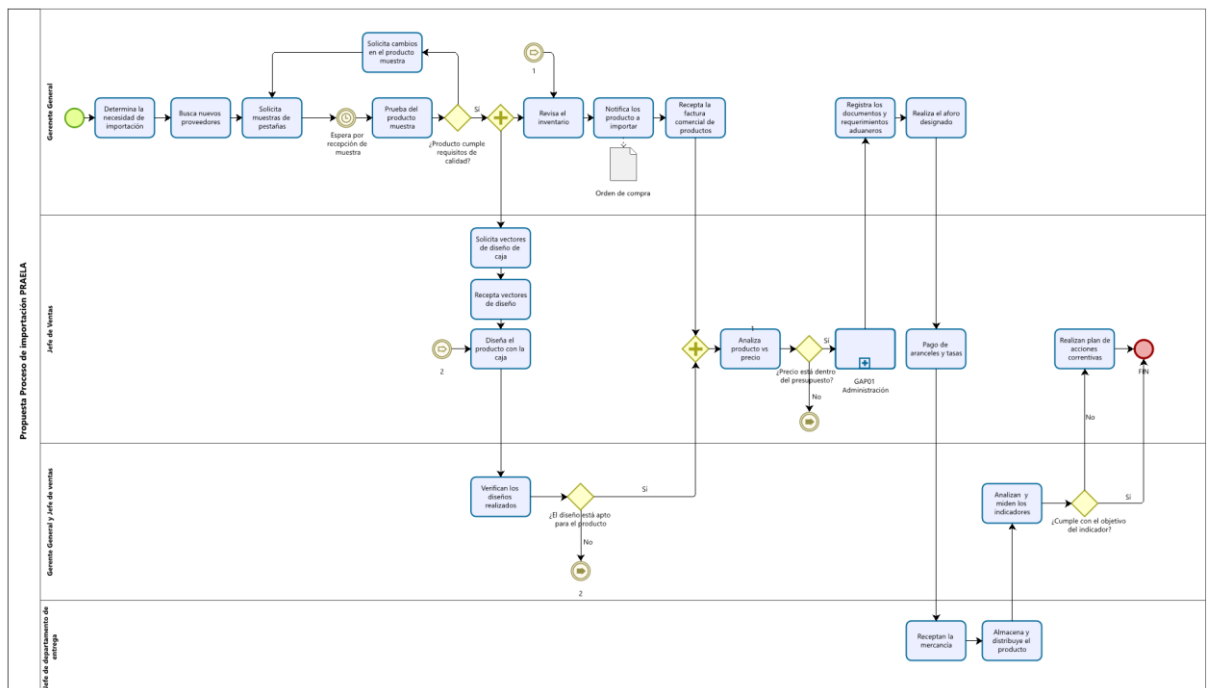 Propuesta Proceso de importación PRAELA
Gerenete General
Determina la
necesidad de
importación
Busca nuevos
proveedores
Solicita
muestras de
pestañas
Espera por
recepción de
muestra
Prueba del
producto
muestra
Solicita cambios
en el producto
muestra
¿Producto cumple
requisitos de
calidad?
Sí
1
Revisa el
inventario
Notifica los
producto a
importar
Orden de compra
Recepta la
factura
comercial de
productos
Registra los
documentos y
requerimientos
aduaneros
Realiza el aforo
designado
Jefe de Ventas
Solicita vectores
de diseño de
caja
Recepta vectores
de diseño
Diseña el
producto con la
caja
2
Analiza
producto vs
precio
¿Precio está dentro
del presupuesto?
Sí
No
GAP01
Administración
Pago de
aranceles y tasas
Realizan plan de
acciones
correntivas
FIN
No
Gerente General y Jefe de ventas
Verifican los
diseños
realizados
¿El diseño está apto
para el producto
Si
No
2
Analizan y
miden los
indicadores
¿Cumple con el objetivo
del indicador?
Si
Jefe de departamento de
entrega
Receptan la
mercancía
Almacena y
distribuye el
producto